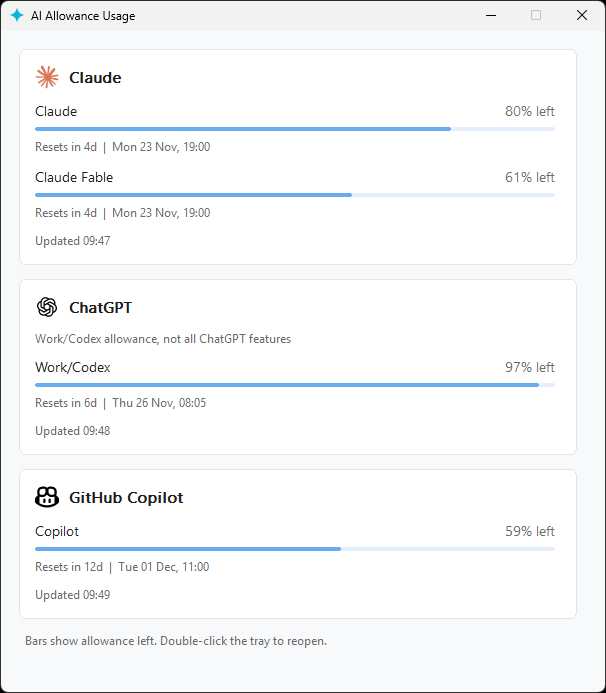 AI Allowance Usage
Claude
Claude 80% left
Resets in 4d | Mon 23 Nov, 19:00
Claude Fable 61% left
Resets in 4d | Mon 23 Nov, 19:00
Updated 09:47
ChatGPT
Work/Codex allowance, not all ChatGPT features
Work/Codex 97% left
Resets in 6d | Thu 26 Nov, 08:05
Updated 09:48
GitHub Copilot
Copilot 59% left
Resets in 12d | Tue 01 Dec, 11:00
Updated 09:49
Bars show allowance left. Double-click the tray to reopen.